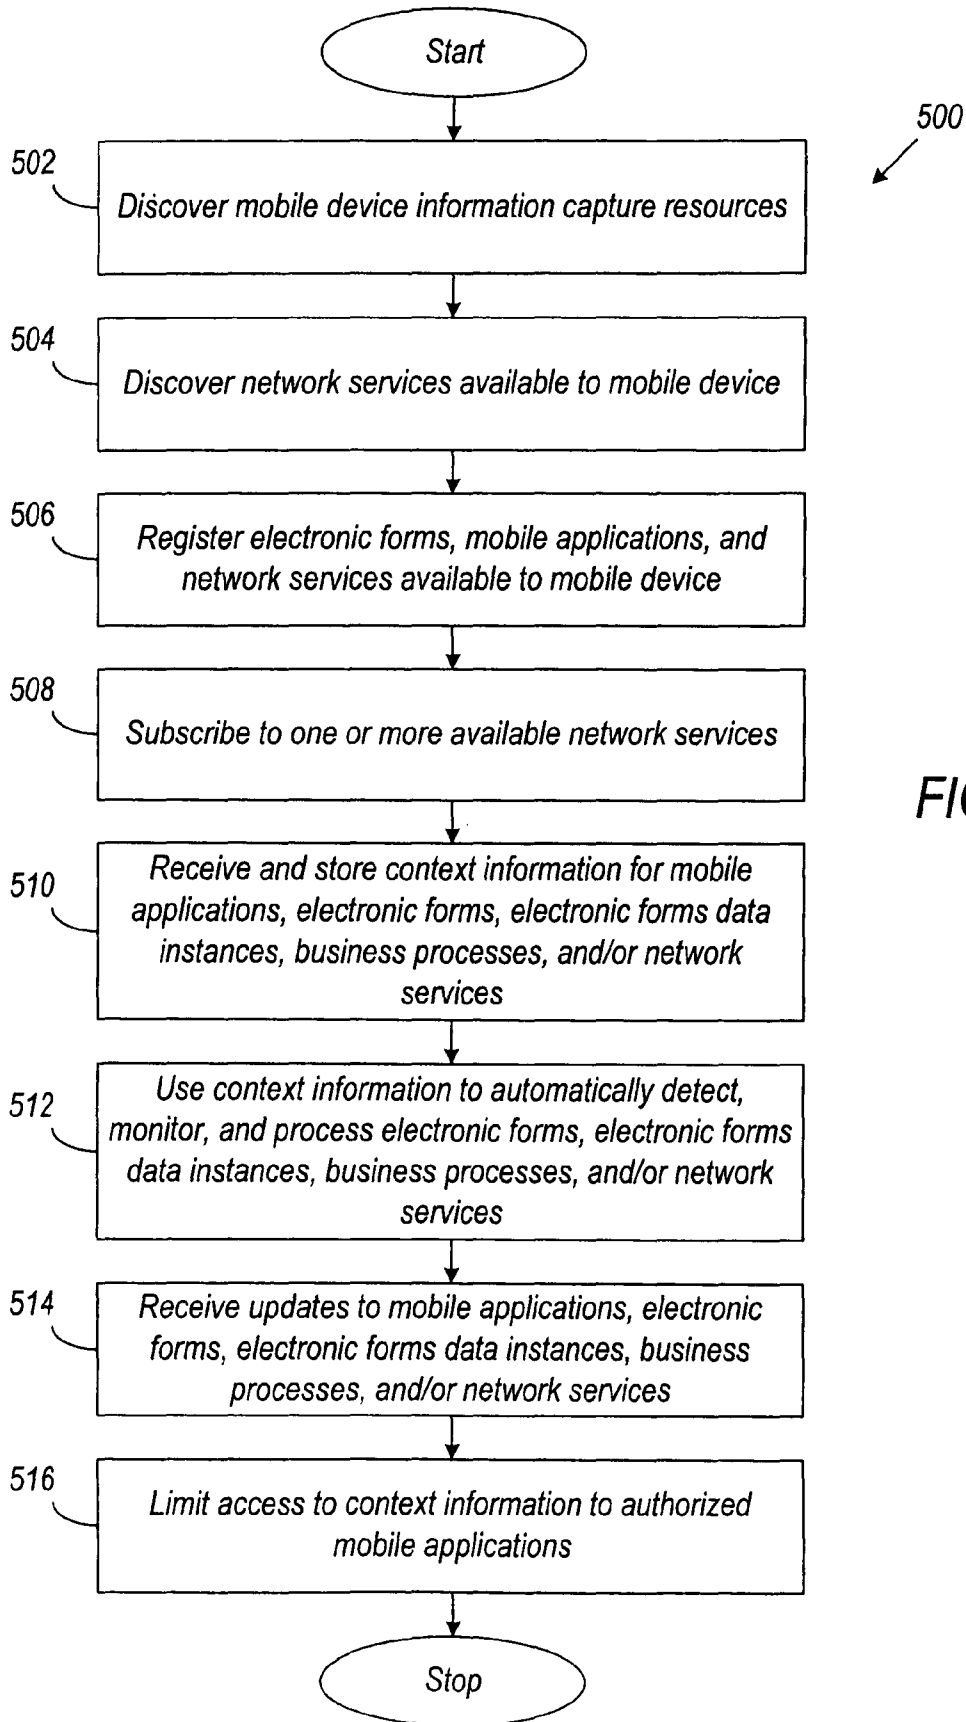 Start
500
502
Discover mobile device information capture resources
504
Discover network services available to mobile device
506
Register electronic forms, mobile applications, and
network services available to mobile device
508
Subscribe to one or more available network services
FIG
510
Receive and store context information for mobile
applications, electronic forms, electronic forms data
instances, business processes, and/or network
services
512
Use context information to automatically detect,
monitor, and process electronic forms, electronic forms
data instances, business processes, and/or network
services
514
Receive updates to mobile applications, electronic
forms, electronic forms data instances, business
processes, and/or network services
516
Limit access to context information to authorized
mobile applications
Stop